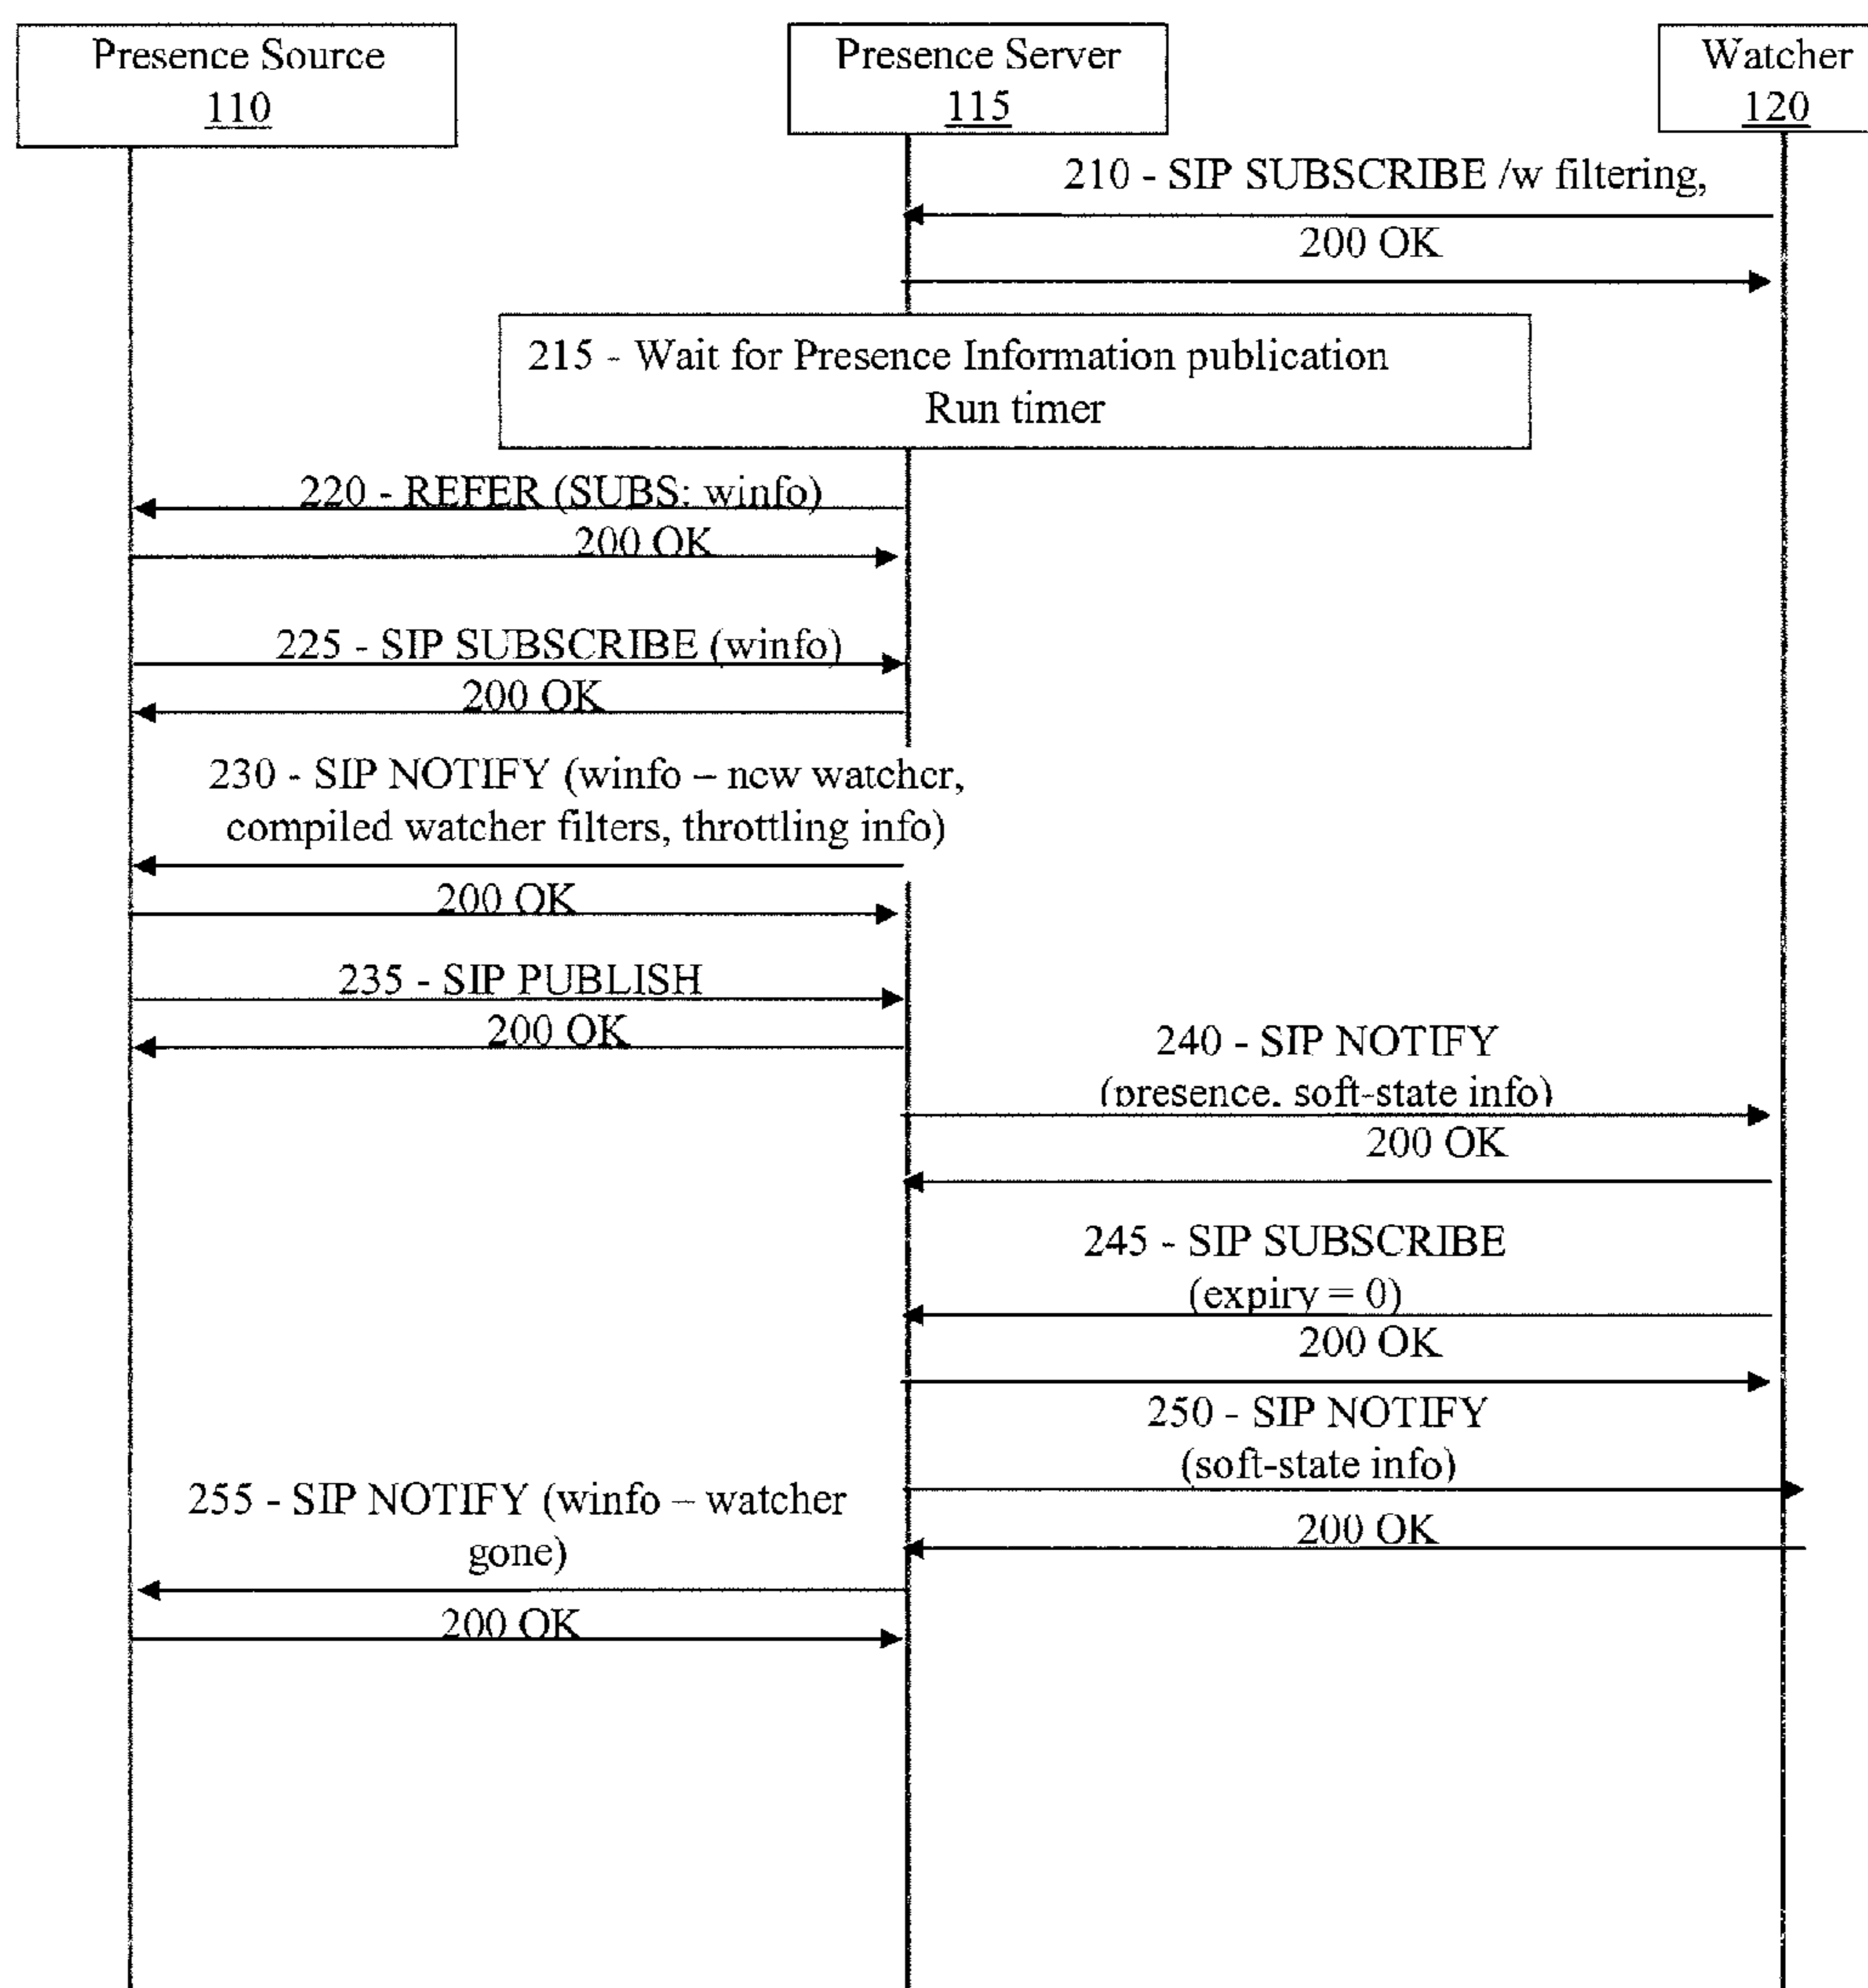 Presence Source
110
Presence Server
115
Watcher
120
210 - SIP SUBSCRIBE /w filtering,
200 OK
215 - Wait for Presence Information publication
Run timer
220 - REFER (SUBS: winfo)
200 OK
225 - SIP SUBSCRIBE (winfo)
200 OK
230 - SIP NOTIFY (winfo – new watcher,
compiled watcher filters, throttling info)
200 OK
235 - SIP PUBLISH
200 OK
240 - SIP NOTIFY
(presence, soft-state info)
200 OK
245 - SIP SUBSCRIBE
(expiry = 0)
200 OK
250 - SIP NOTIFY
(soft-state info)
200 OK
255 - SIP NOTIFY (winfo – watcher
gone)
200 OK